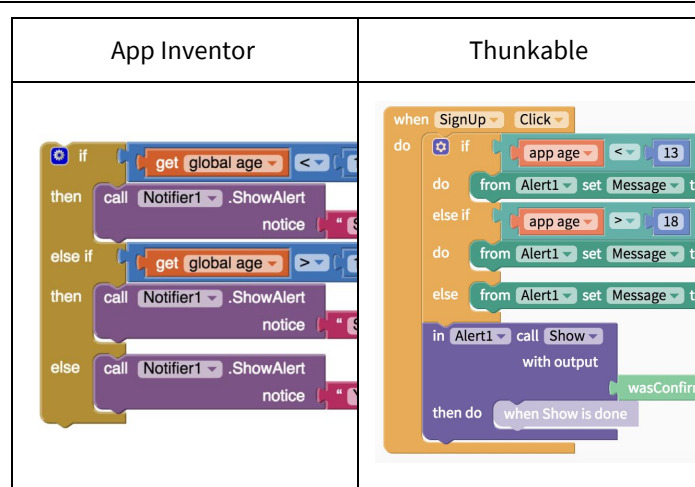 App Inventor
if get global age <
then call Notifier1 .ShowAlert
notice "
else if get global age >
then call Notifier1 .ShowAlert
notice "
else call Notifier1 .ShowAlert
notice "
Thunkable
when SignUp Click
do if app age < 13
do from Alert1 set Message
else if app age > 18
do from Alert1 set Message
else from Alert1 set Message
in Alert1 call Show
with output
then do when Show is done